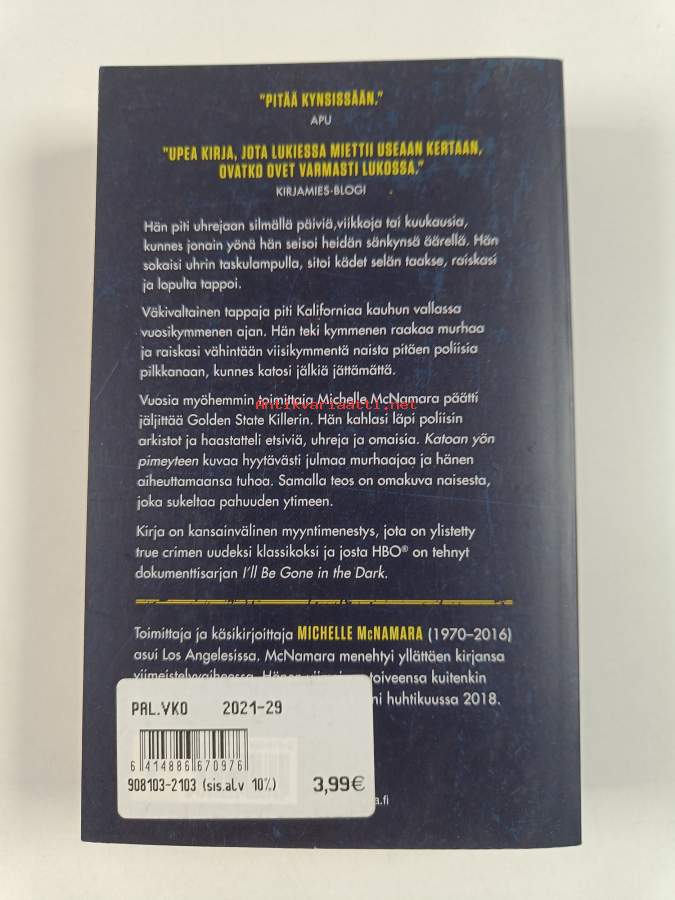 "PITÄÄ KYNSISSÄÄN."
APU
"UPEA KIRJA, JOTA LUKIESSA MIETTII USEAAN KERTAAN,
OVATKO OVET VARMASTI LUKOSSA."
KIRJAMIES-BLOGI
Hän piti uhrejaan silmällä päiviä,viikkoja tai kuukausia,
kunnes jonain yönä hän seisoi heidän sänkynsä äärellä. Hän
sokaisi uhrin taskulampulla, sitoi kädet selän taakse, raiskasi
ja lopulta tappoi.
Väkivaltainen tappaja piti Kaliforniaa kauhun vallassa
vuosikymmenen ajan. Hän teki kymmenen raakaa murhaa
ja raiskasi vähintään viisikymmentä naista pitäen poliisia
pilkkanaan, kunnes katosi jälkiä jättämättä.
Vuosia myöhemmin toimittaja Michelle McNamara päätti
Antikvariaatti.net
jäljittää Golden State Killerin. Hän kahlasi läpi poliisin
arkistot ja haastatteli etsiviä, uhreja ja omaisia. Katoan yön
pimeyteen kuvaa hyytävästi julmaa murhaajaa ja hänen
aiheuttamaansa tuhoa. Samalla teos on omakuva naisesta,
joka sukeltaa pahuuden ytimeen.
Kirja on kansainvälinen myyntimenestys, jota on ylistetty
true crimen uudeksi klassikoksi ja josta HBO® on tehnyt
dokumenttisarjan I'll Be Gone in the Dark.
Toimittaja ja käsikirjoittaja MICHELLE McNAMARA (1970–2016)
asui Los Angelesissa. McNamara menehtyi yllättäen kirjansa
toiveensa kuitenkin
ni huhtikuussa 2018.
PAL.VKO 2021-29
6 414886 670976
908103-2103 (sis.alv 10%) 3,99€
a.fi